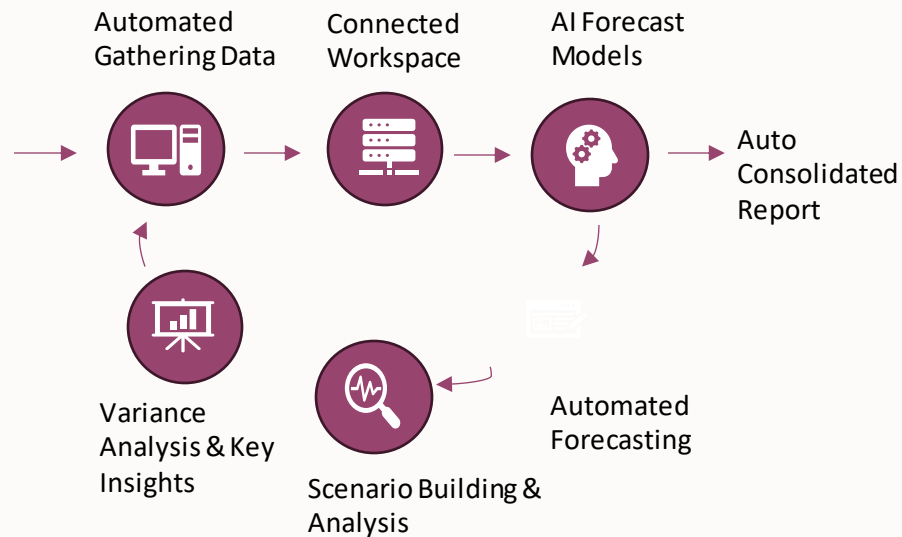 Automated
Gathering Data
Connected
Workspace
AI Forecast
Models
Auto
Consolidated
Report
Variance
Analysis & Key
Insights
Scenario Building &
Analysis
Automated
Forecasting